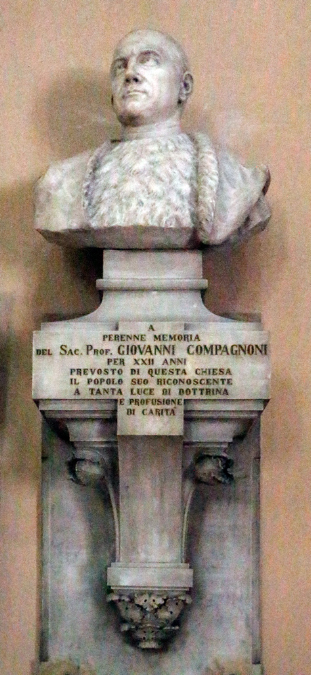 A
PERENNE MEMORIA
DEL SAC. PROF. GIOVANNI COMPAGNONI
PER XXII ANNI
PREVOSTO DI QUESTA CHIESA
IL POPOLO SUO RICONOSCENTE
A TANTA LUCE DI DOTTRINA
E PROFUSIONE
DI CARITÀ